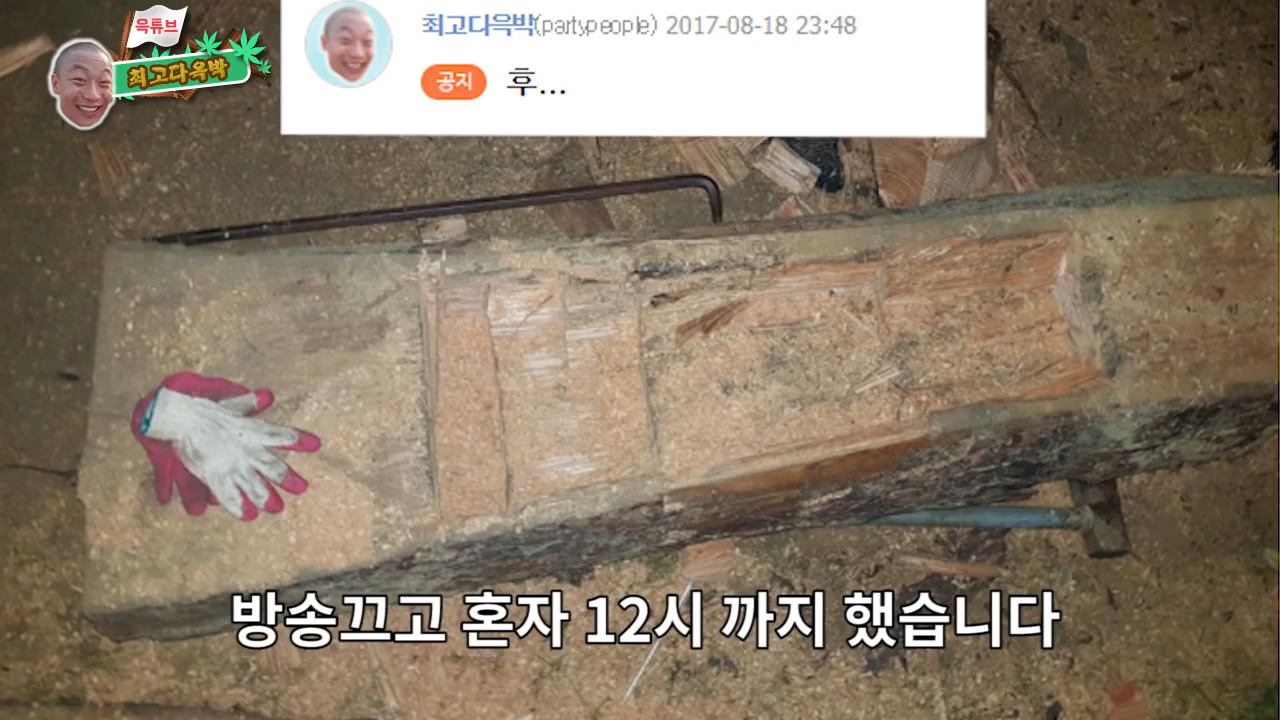 윽튜브
최고다윽박
최고다윽박(partypeople) 2017-08-18 23:48
공지 후...
방송끄고 혼자 12시 까지 했습니다